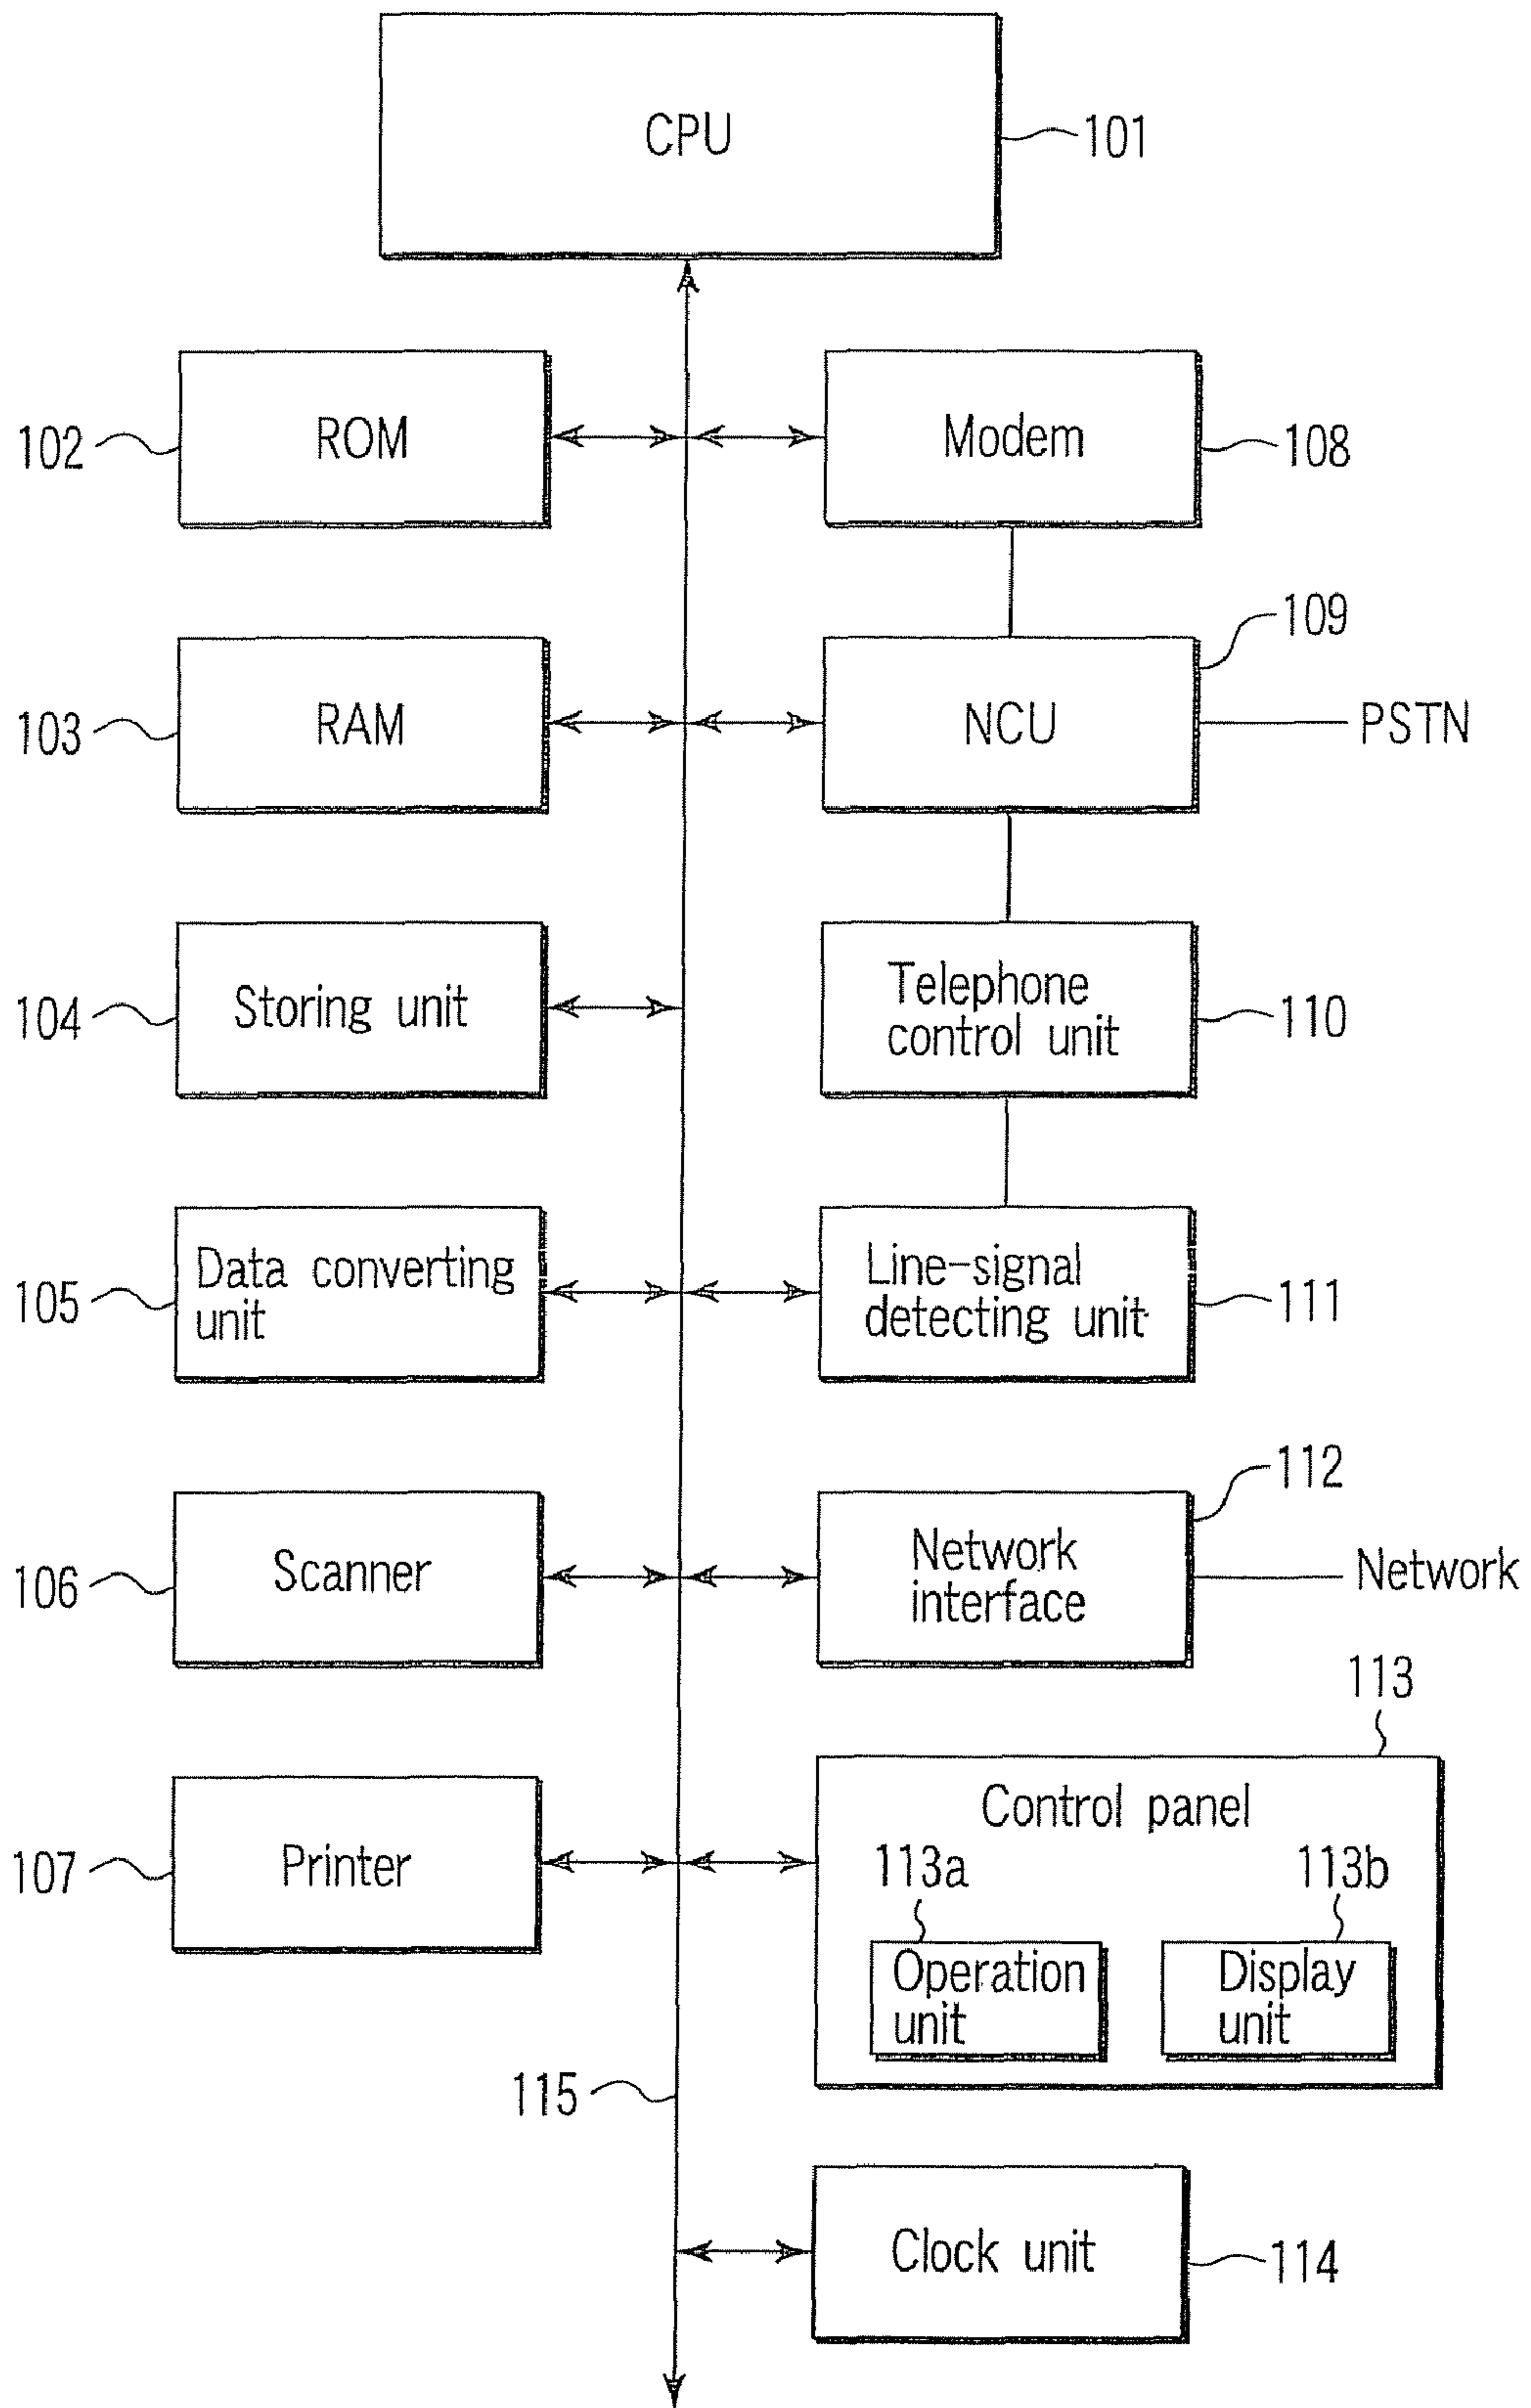 CPU
101
102
ROM
Modem
108
109
103
RAM
NCU
PSTN
104
Storing unit
Telephone
control unit
110
105
Data converting
unit
Line-signal
detecting unit
111
112
106
Scanner
Network
interface
Network
113
107
Printer
Control panel
113a
113b
Operation
unit
Display
unit
115
Clock unit
114